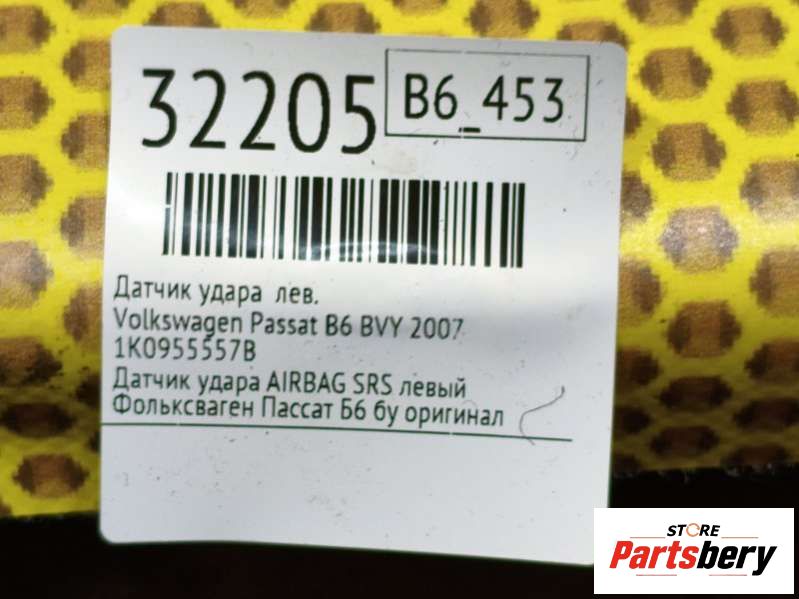 32205
B6_453
Датчик удара лев.
Volkswagen Passat B6 BVY 2007
1K0955557B
Датчик удара AIRBAG SRS левый
Фольксваген Пассат Б6 бу оригинал
STORE
Partsbery